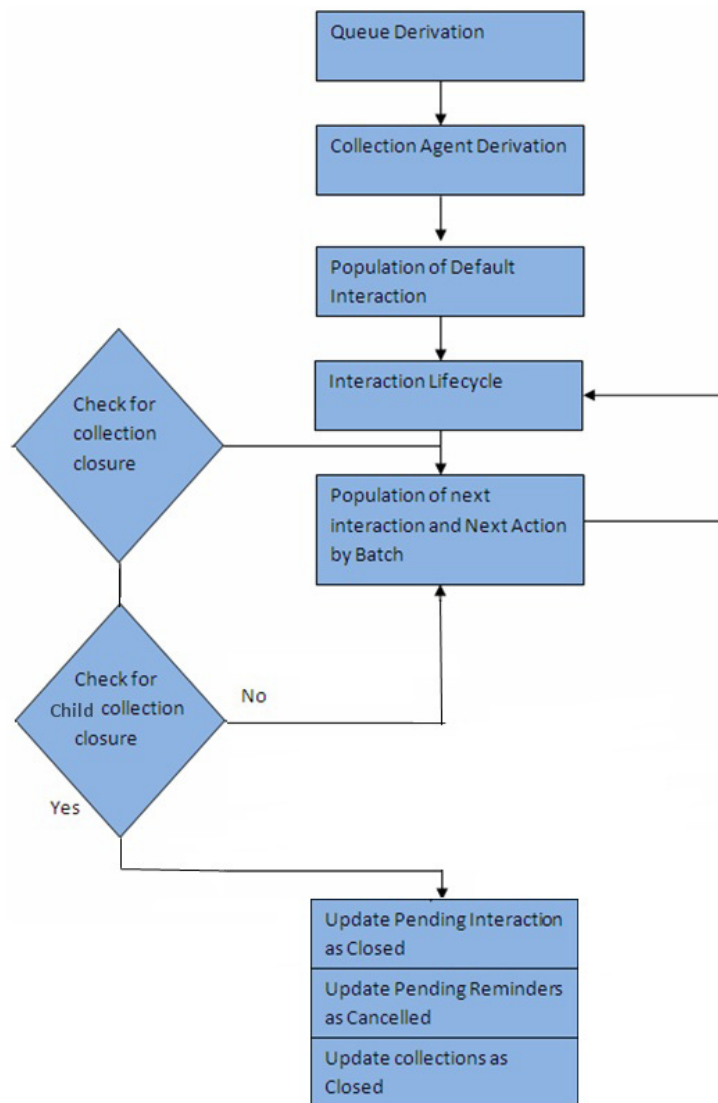 Queue Derivation
Collection Agent Derivation
Population of Default
Interaction
Interaction Lifecycle
Check for
collection
closure
Population of next
interaction and Next Action
by Batch
Check for
Child collection
closure
No
Yes
Update Pending Interaction
as Closed
Update Pending Reminders
as Cancelled
Update collections as
Closed